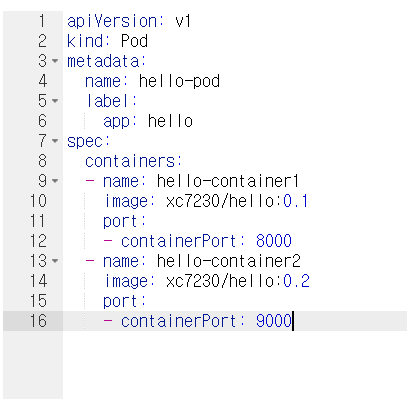 1 apiVersion: v1
2 kind: Pod
3 metadata:
4   name: hello-pod
5   label:
6     app: hello
7 spec:
8   containers:
9   - name: hello-container1
10     image: xc7230/hello:0.1
11     port:
12     - containerPort: 8000
13   - name: hello-container2
14     image: xc7230/hello:0.2
15     port:
16     - containerPort: 9000